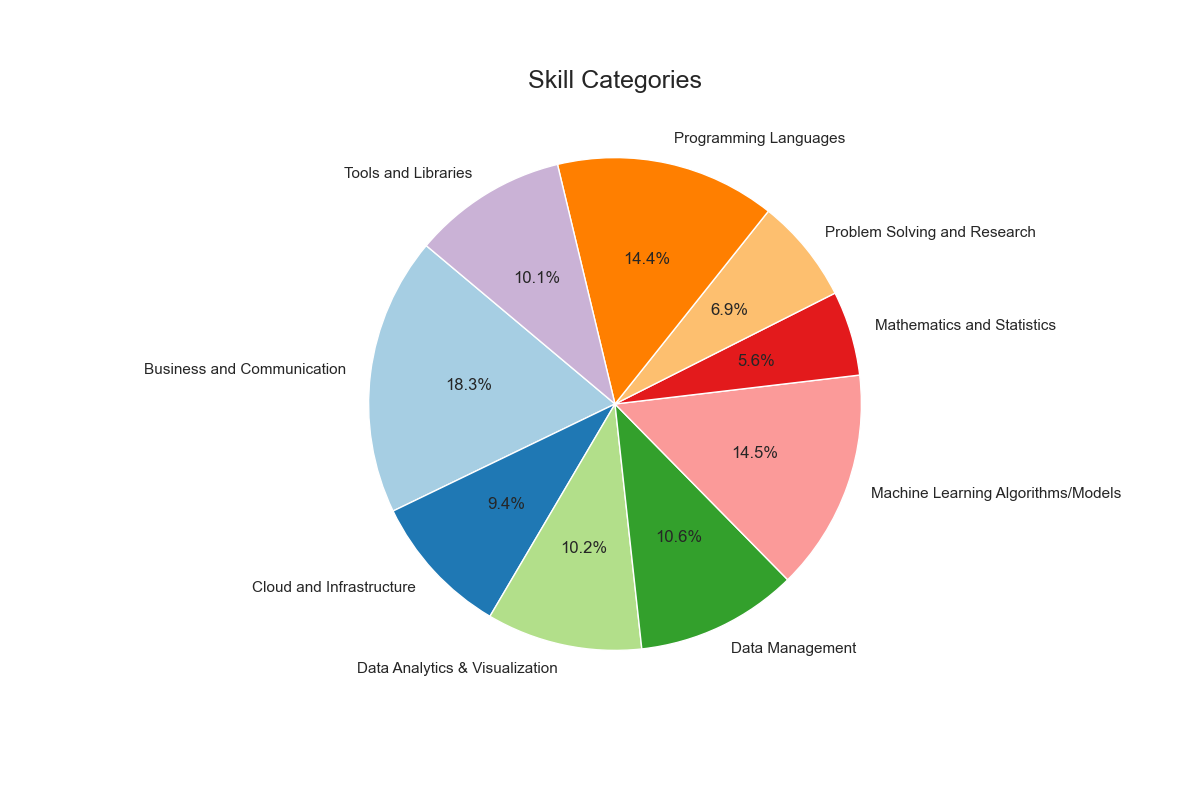 Skill Categories
Programming Languages
Tools and Libraries
Problem Solving and Research
14.4%
10.1%
6.9%
Mathematics and Statistics
5.6%
Business and Communication
18.3%
14.5%
Machine Learning Algorithms/Models
9.4%
10.6%
10.2%
Cloud and Infrastructure
Data Management
Data Analytics & Visualization